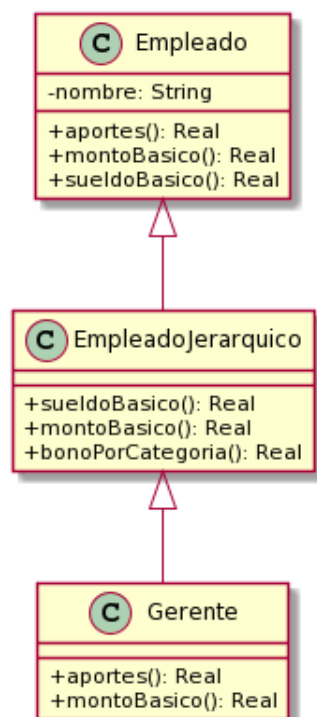 C Empleado
-nombre: String
+aportes(): Real
+montoBasico(): Real
+sueldoBasico(): Real
C EmpleadoJerarquico
+sueldoBasico(): Real
+montoBasico(): Real
+bonoPorCategoria(): Real
C Gerente
+aportes(): Real
+montoBasico(): Real